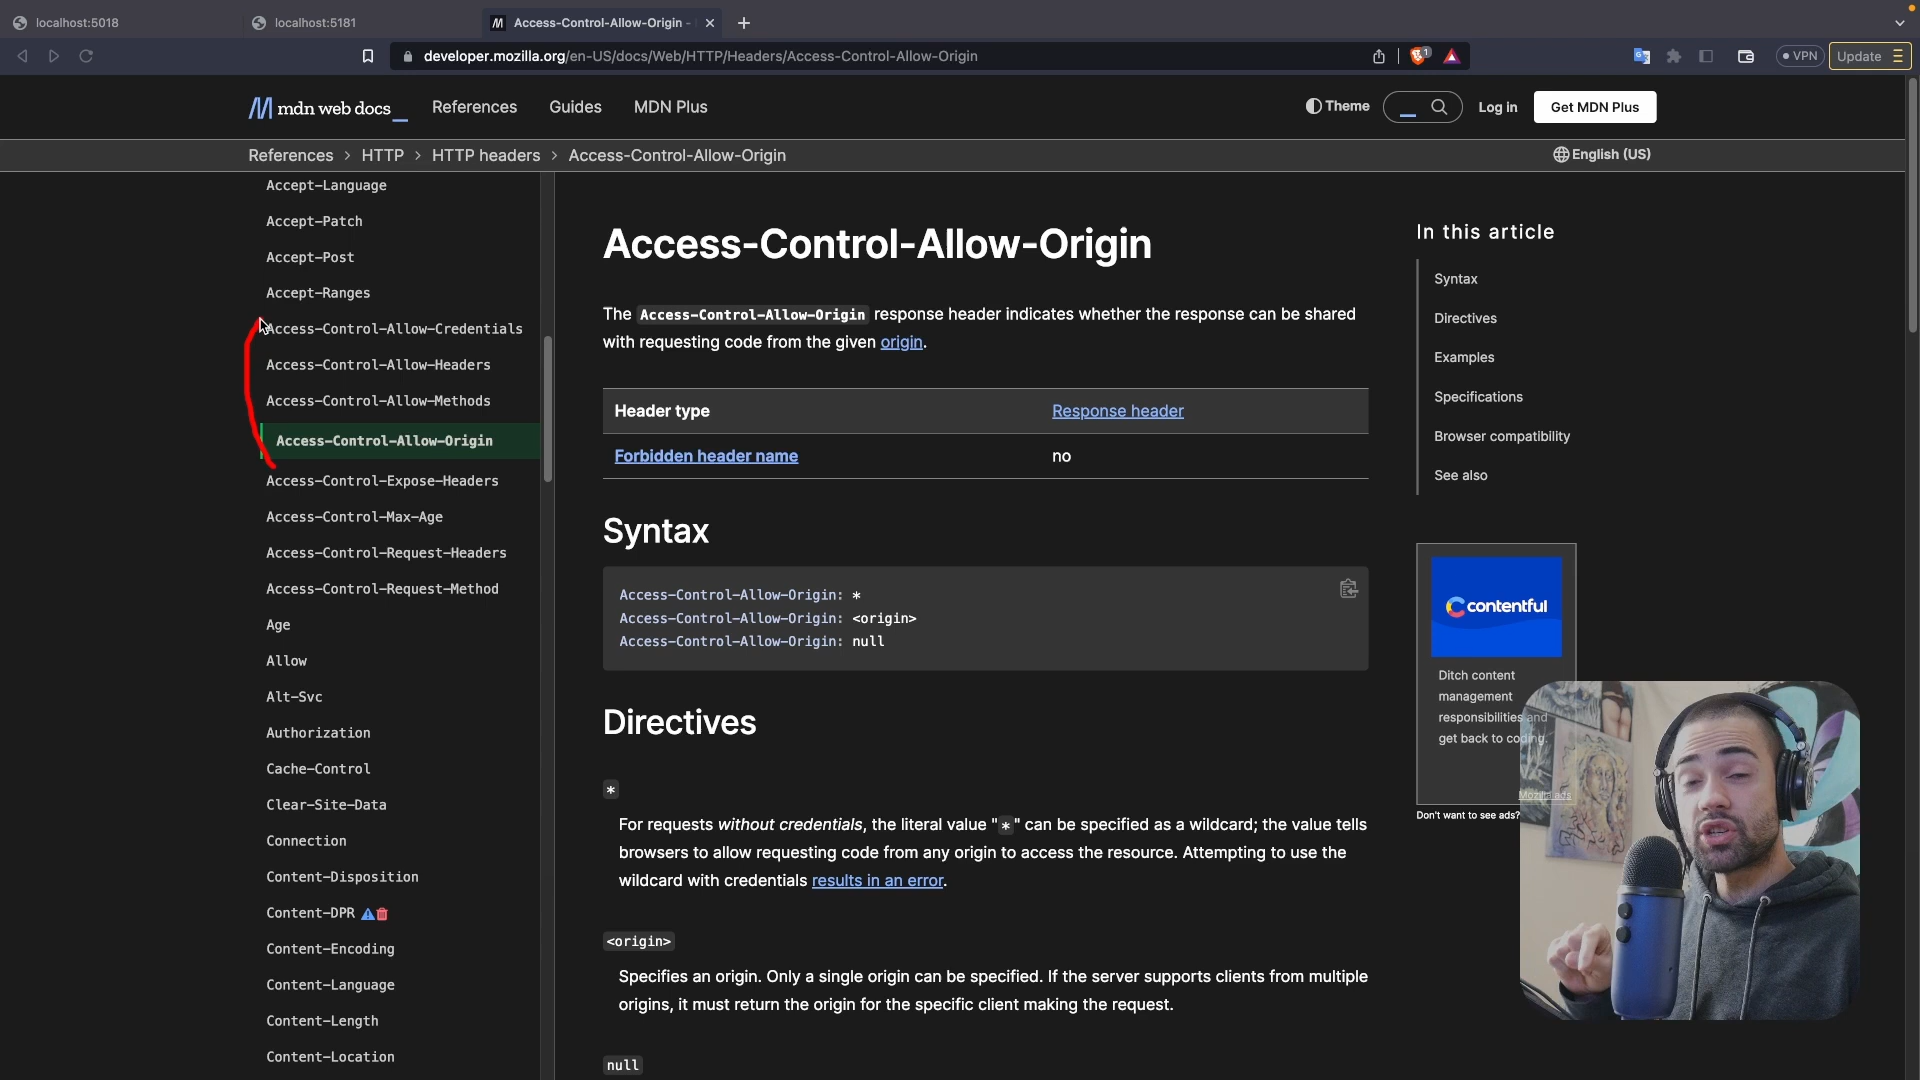 localhost:5018
localhost:5181
Access-Control-Allow-Origin -
developer.mozilla.org/en-US/docs/Web/HTTP/Headers/Access-Control-Allow-Origin
1
VPN
Update
mdn web docs_
References
Guides
MDN Plus
Theme
Log in
Get MDN Plus
References > HTTP > HTTP headers > Access-Control-Allow-Origin
English (US)
Accept-Language
Accept-Patch
Accept-Post
Accept-Ranges
Access-Control-Allow-Credentials
Access-Control-Allow-Headers
Access-Control-Allow-Methods
Access-Control-Allow-Origin
Access-Control-Expose-Headers
Access-Control-Max-Age
Access-Control-Request-Headers
Access-Control-Request-Method
Age
Allow
Alt-Svc
Authorization
Cache-Control
Clear-Site-Data
Connection
Content-Disposition
Content-DPR
Content-Encoding
Content-Language
Content-Length
Content-Location
Access-Control-Allow-Origin
The Access-Control-Allow-Origin response header indicates whether the response can be shared
with requesting code from the given origin.
Header type
Response header
Forbidden header name
no
Syntax
Access-Control-Allow-Origin: *
Access-Control-Allow-Origin: <origin>
Access-Control-Allow-Origin: null
Directives
*
For requests without credentials, the literal value "*" can be specified as a wildcard; the value tells
browsers to allow requesting code from any origin to access the resource. Attempting to use the
wildcard with credentials results in an error.
<origin>
Specifies an origin. Only a single origin can be specified. If the server supports clients from multiple
origins, it must return the origin for the specific client making the request.
null
In this article
Syntax
Directives
Examples
Specifications
Browser compatibility
See also
contentful
Ditch content
management
responsibilities and
get back to coding.
Mozilla ads
Don't want to see ads?